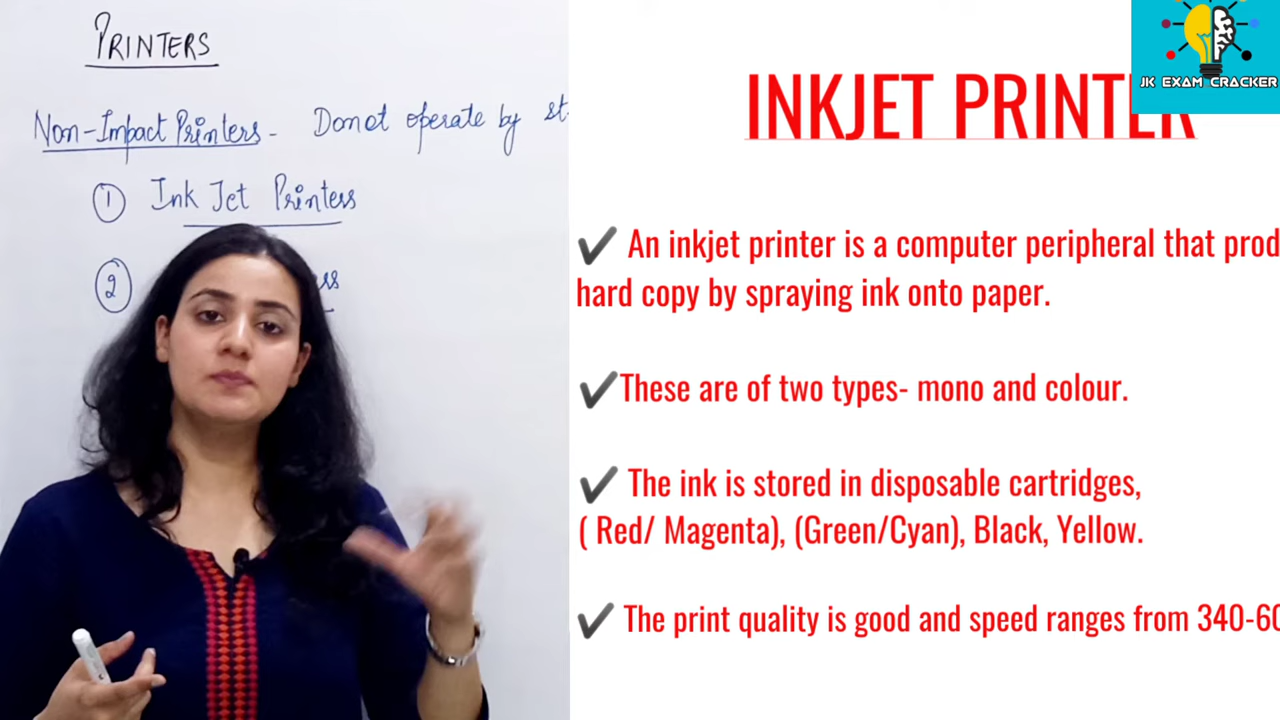 PRINTERS
Non-Impact Printers - Donot operate by st
① Ink Jet Printers
②
JK EXAM CRACKER
INKJET PRINTER
✔ An inkjet printer is a computer peripheral that prod
hard copy by spraying ink onto paper.
✔These are of two types- mono and colour.
✔ The ink is stored in disposable cartridges,
( Red/ Magenta), (Green/Cyan), Black, Yellow.
✔ The print quality is good and speed ranges from 340-60